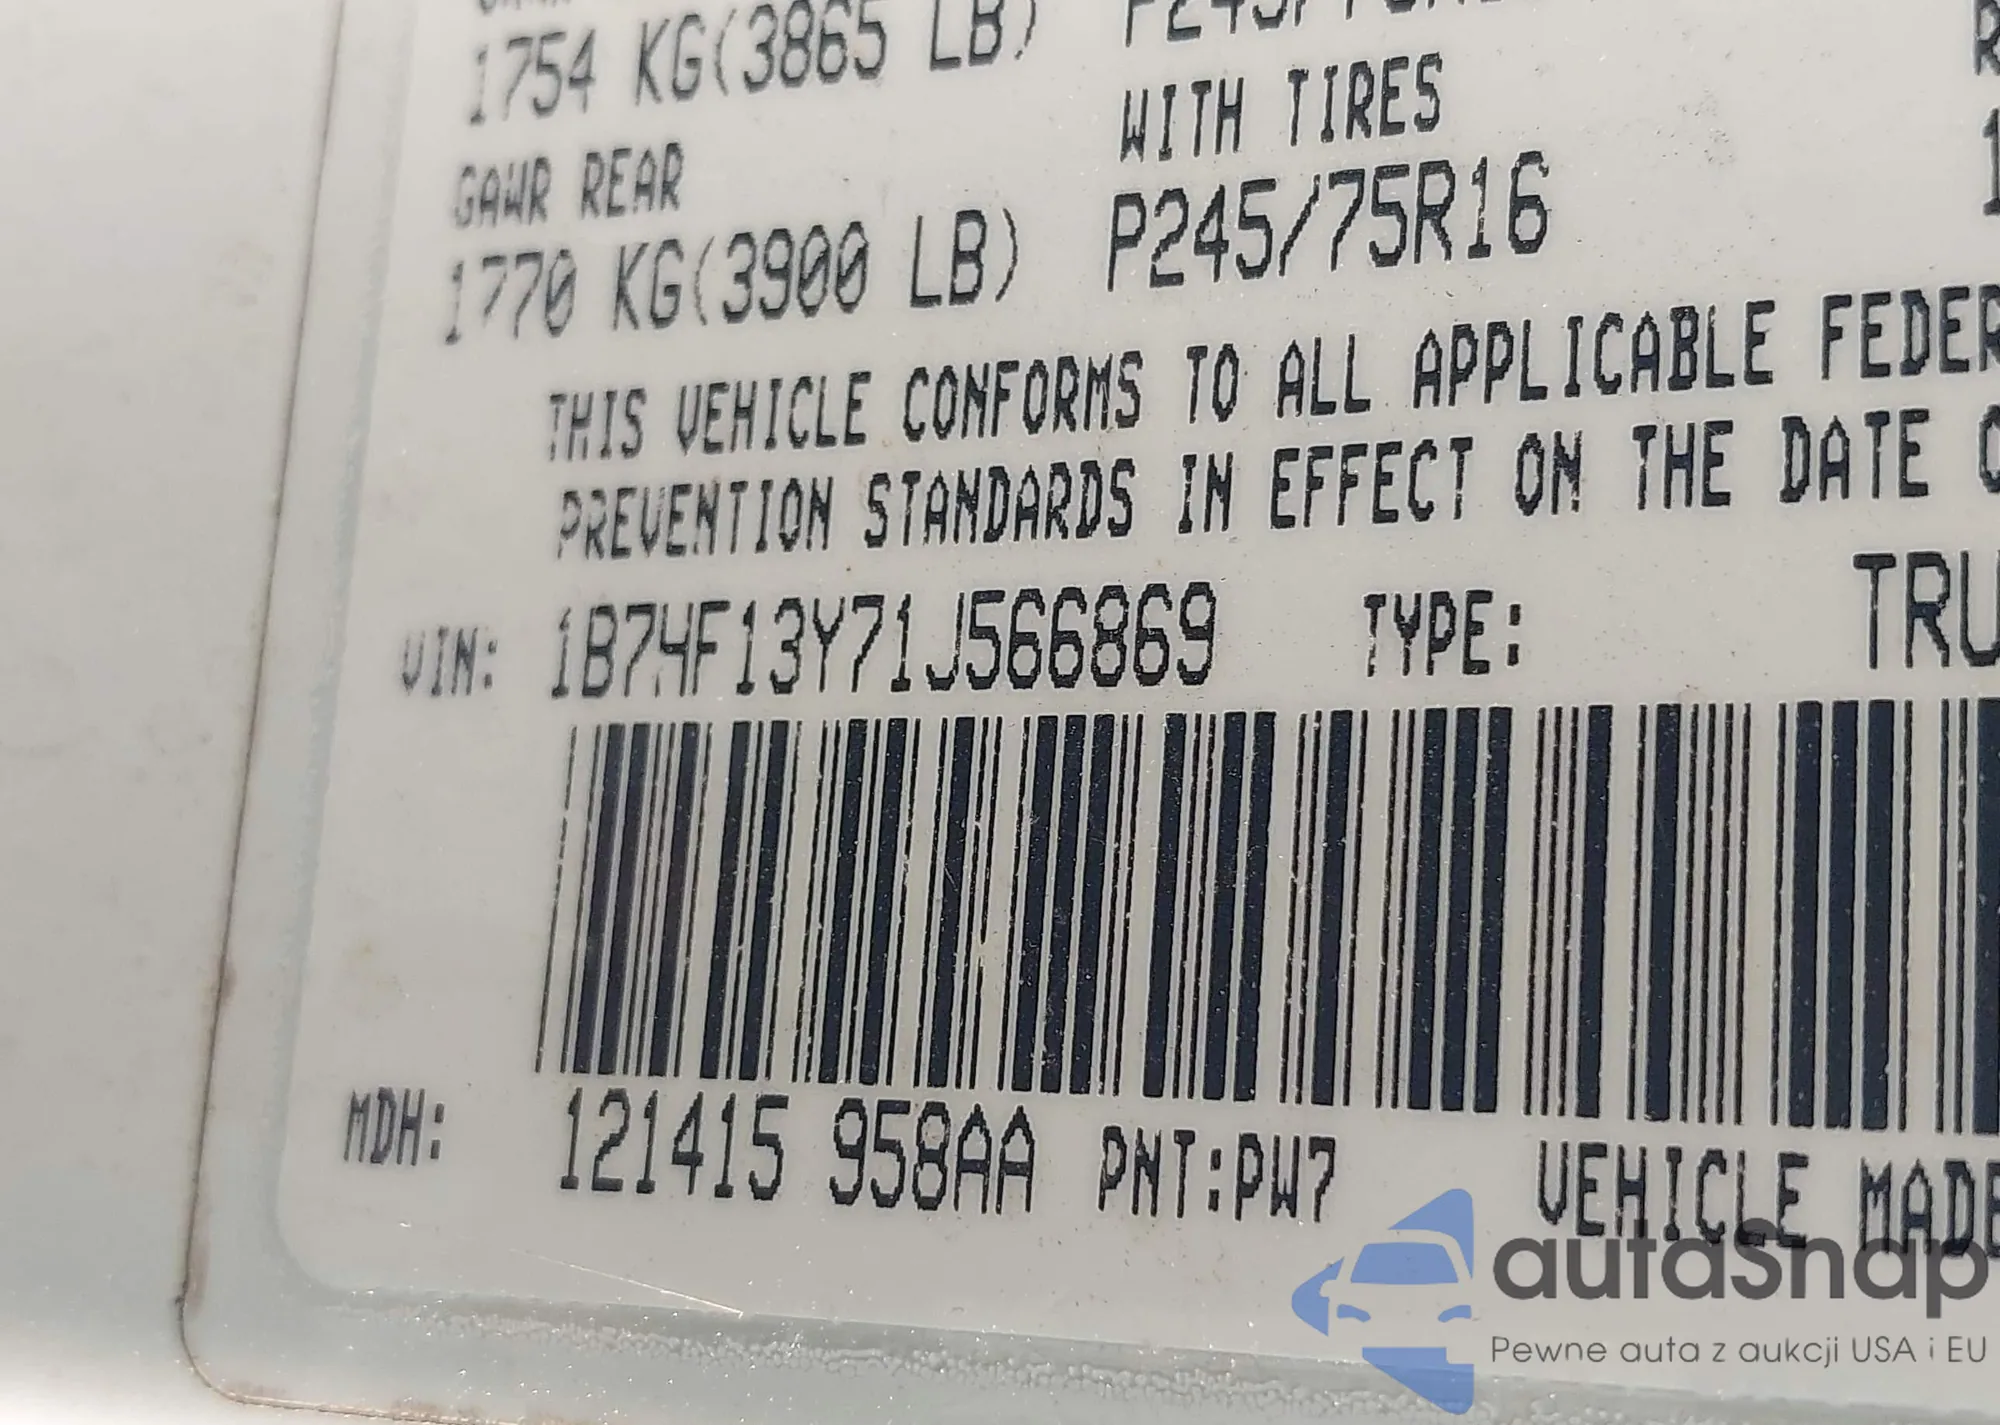 1754 KG(3865 LB)
WITH TIRES
GAWR REAR
1770 KG(3900 LB) P245/75R16
THIS VEHICLE CONFORMS TO ALL APPLICABLE FEDER
PREVENTION STANDARDS IN EFFECT ON THE DATE O
VIN: 1B7HF13Y71J566869 TYPE: TRU
MDH: 121415 958AA PNT:PW7 VEHICLE MADE
autasnap
Pewne auta z aukcji USA i EU